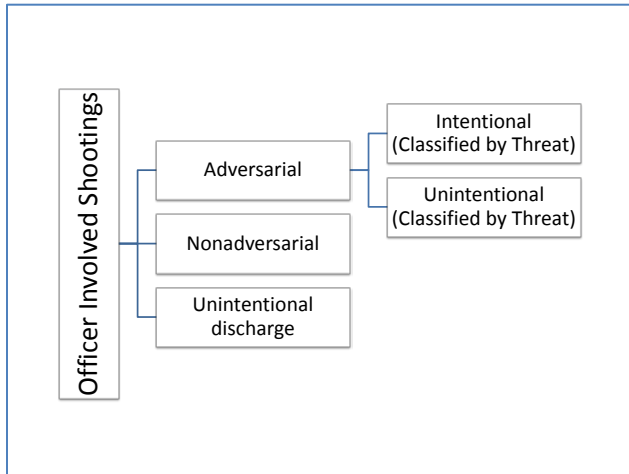 Officer Involved Shootings
Adversarial
Intentional
(Classified by Threat)
Unintentional
(Classified by Threat)
Nonadversarial
Unintentional
discharge